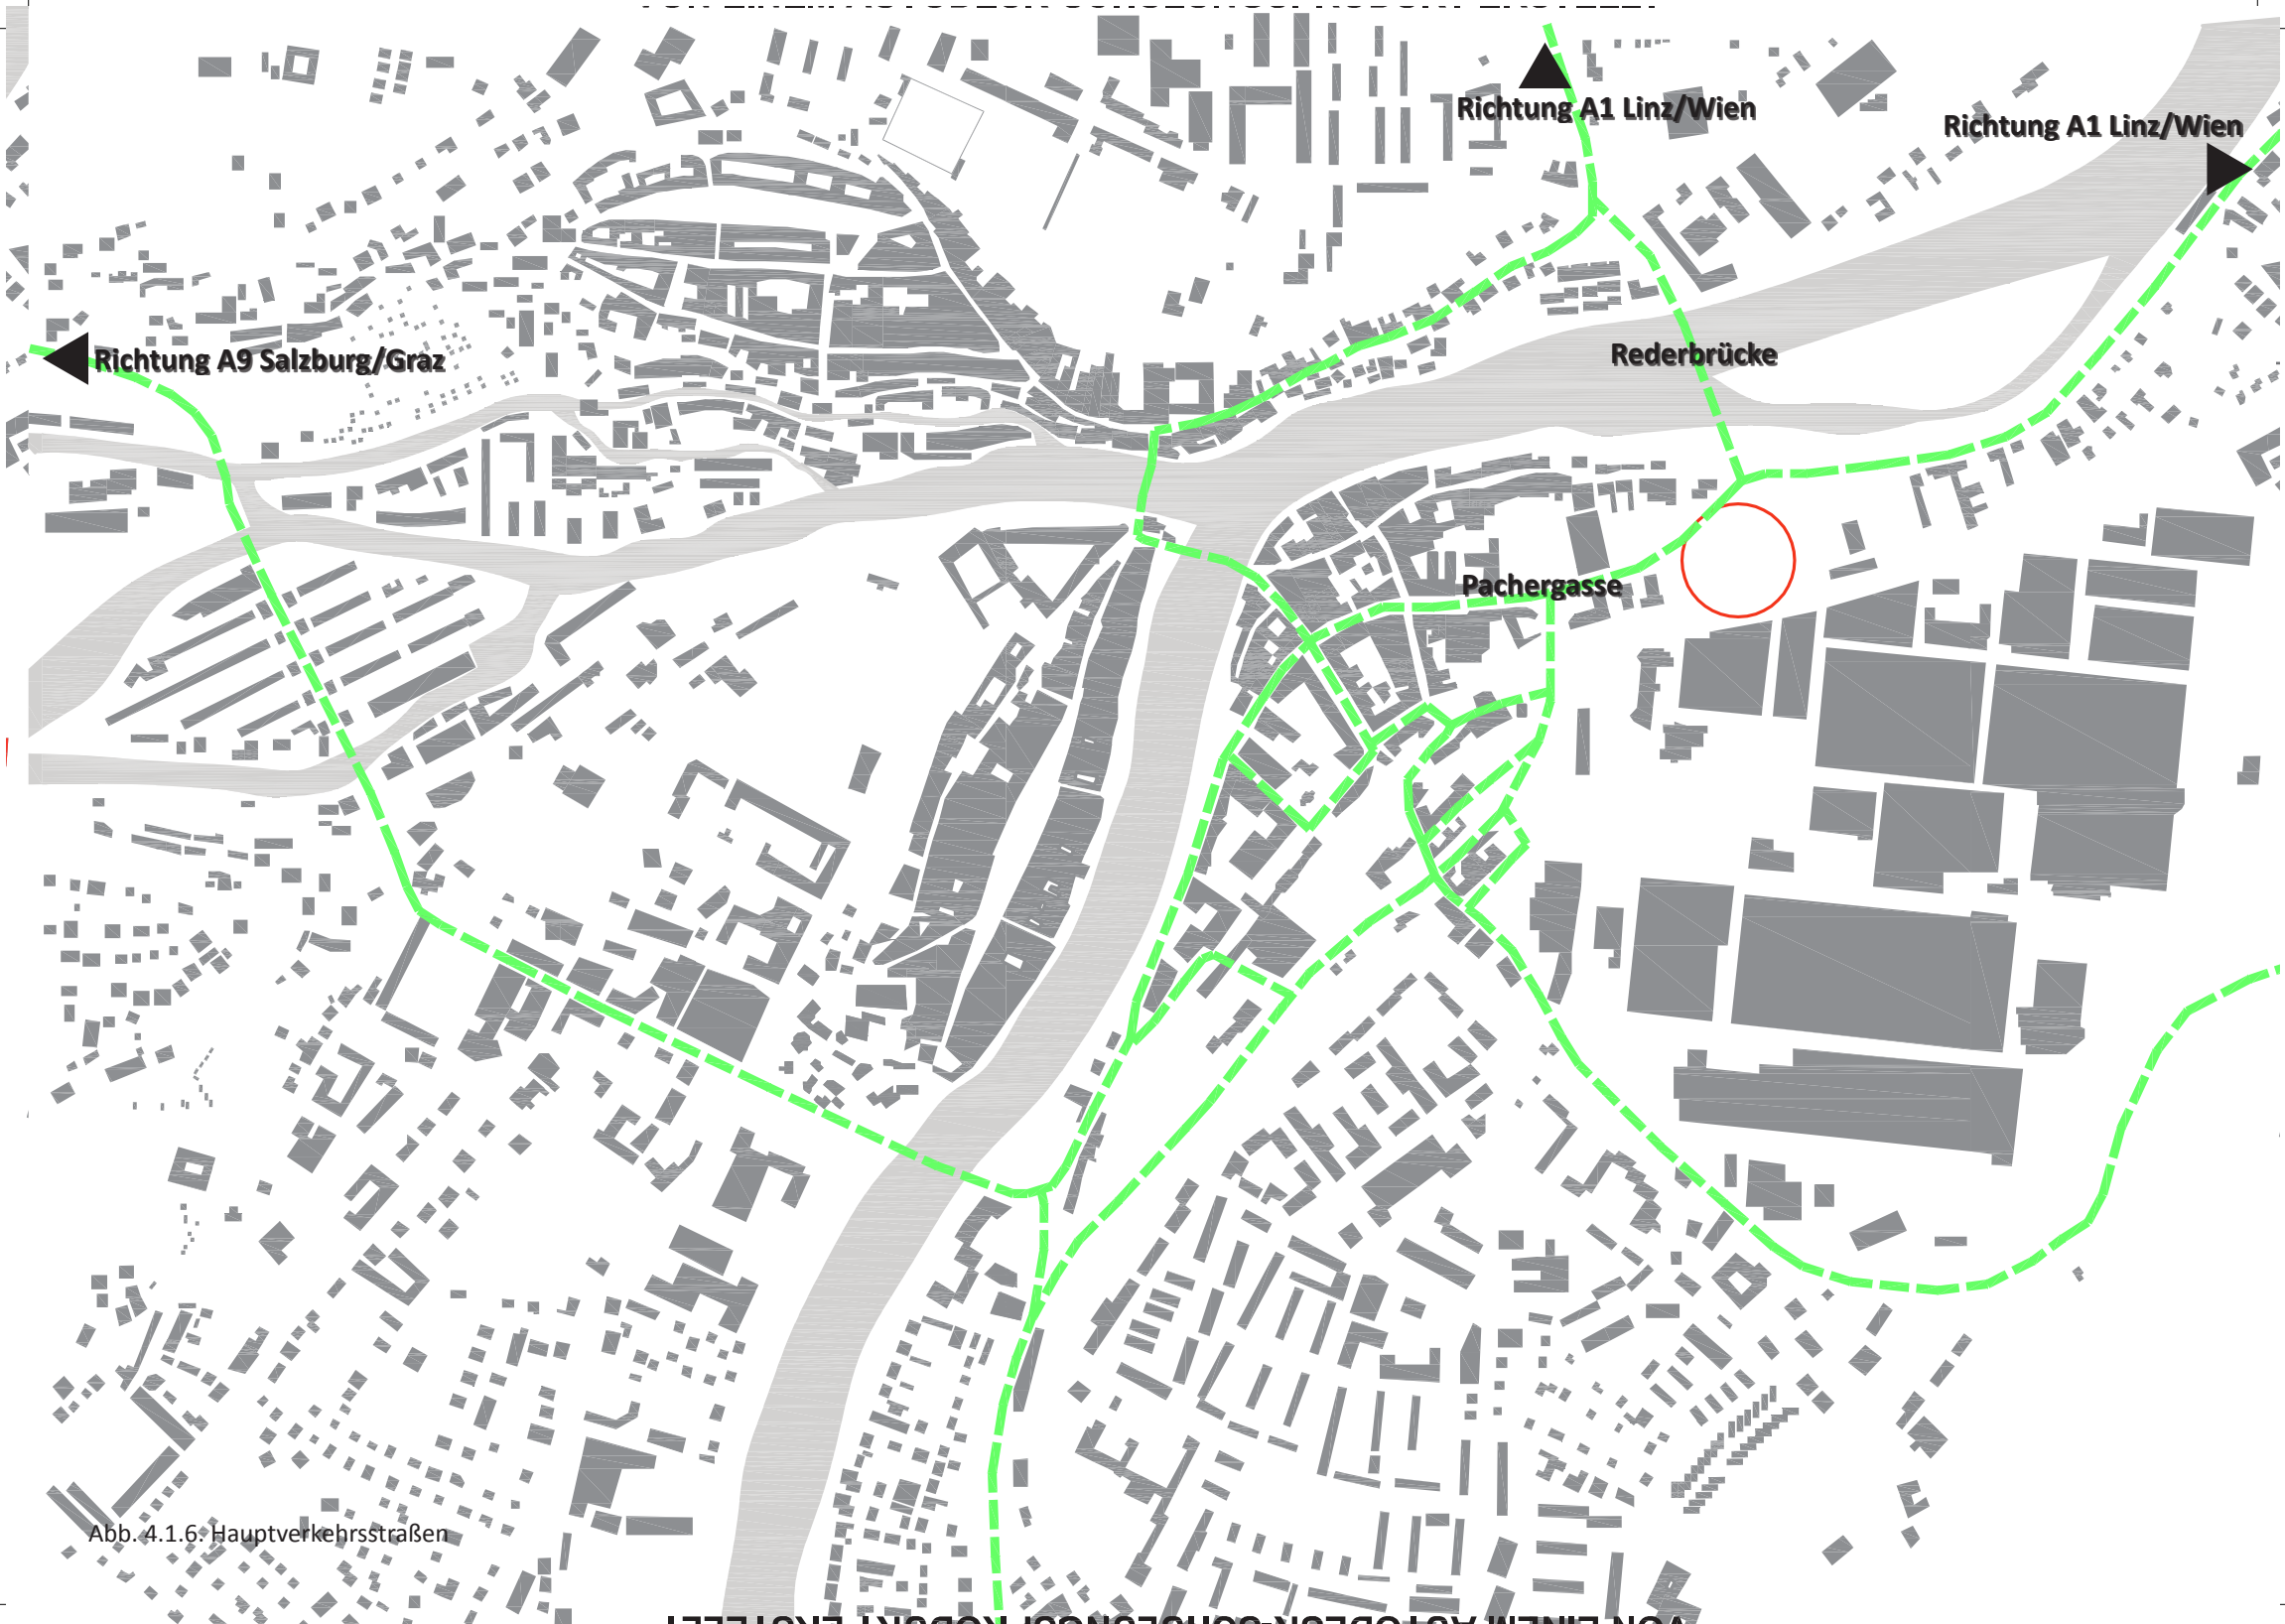 Richtung A1 Linz/Wien
Richtung A1 Linz/Wien
Richtung A9 Salzburg/Graz
Rederbrücke
Pachergasse
Abb. 4.1.6. Hauptverkehrsstraßen